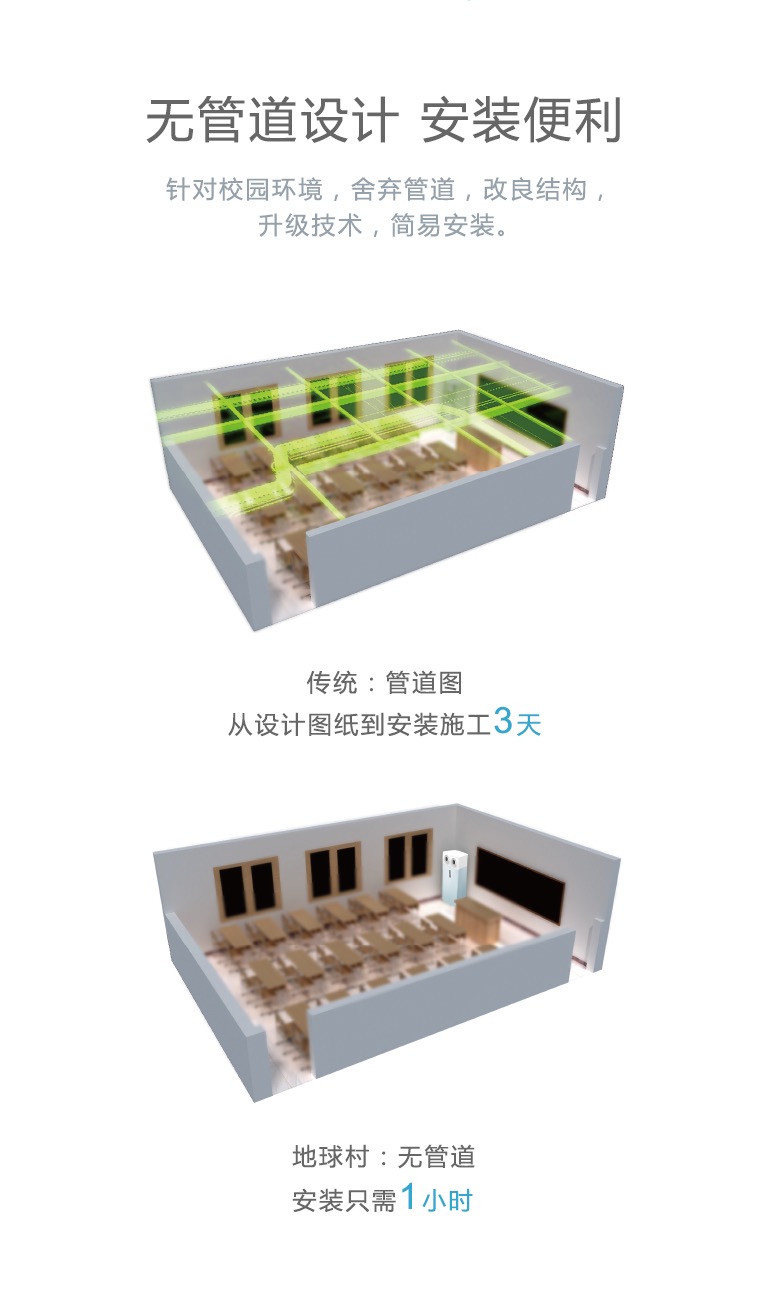 无管道设计 安装便利
针对校园环境，舍弃管道，改良结构，
升级技术，简易安装。
传统：管道图
从设计图纸到安装施工3天
地球村：无管道
安装只需1小时